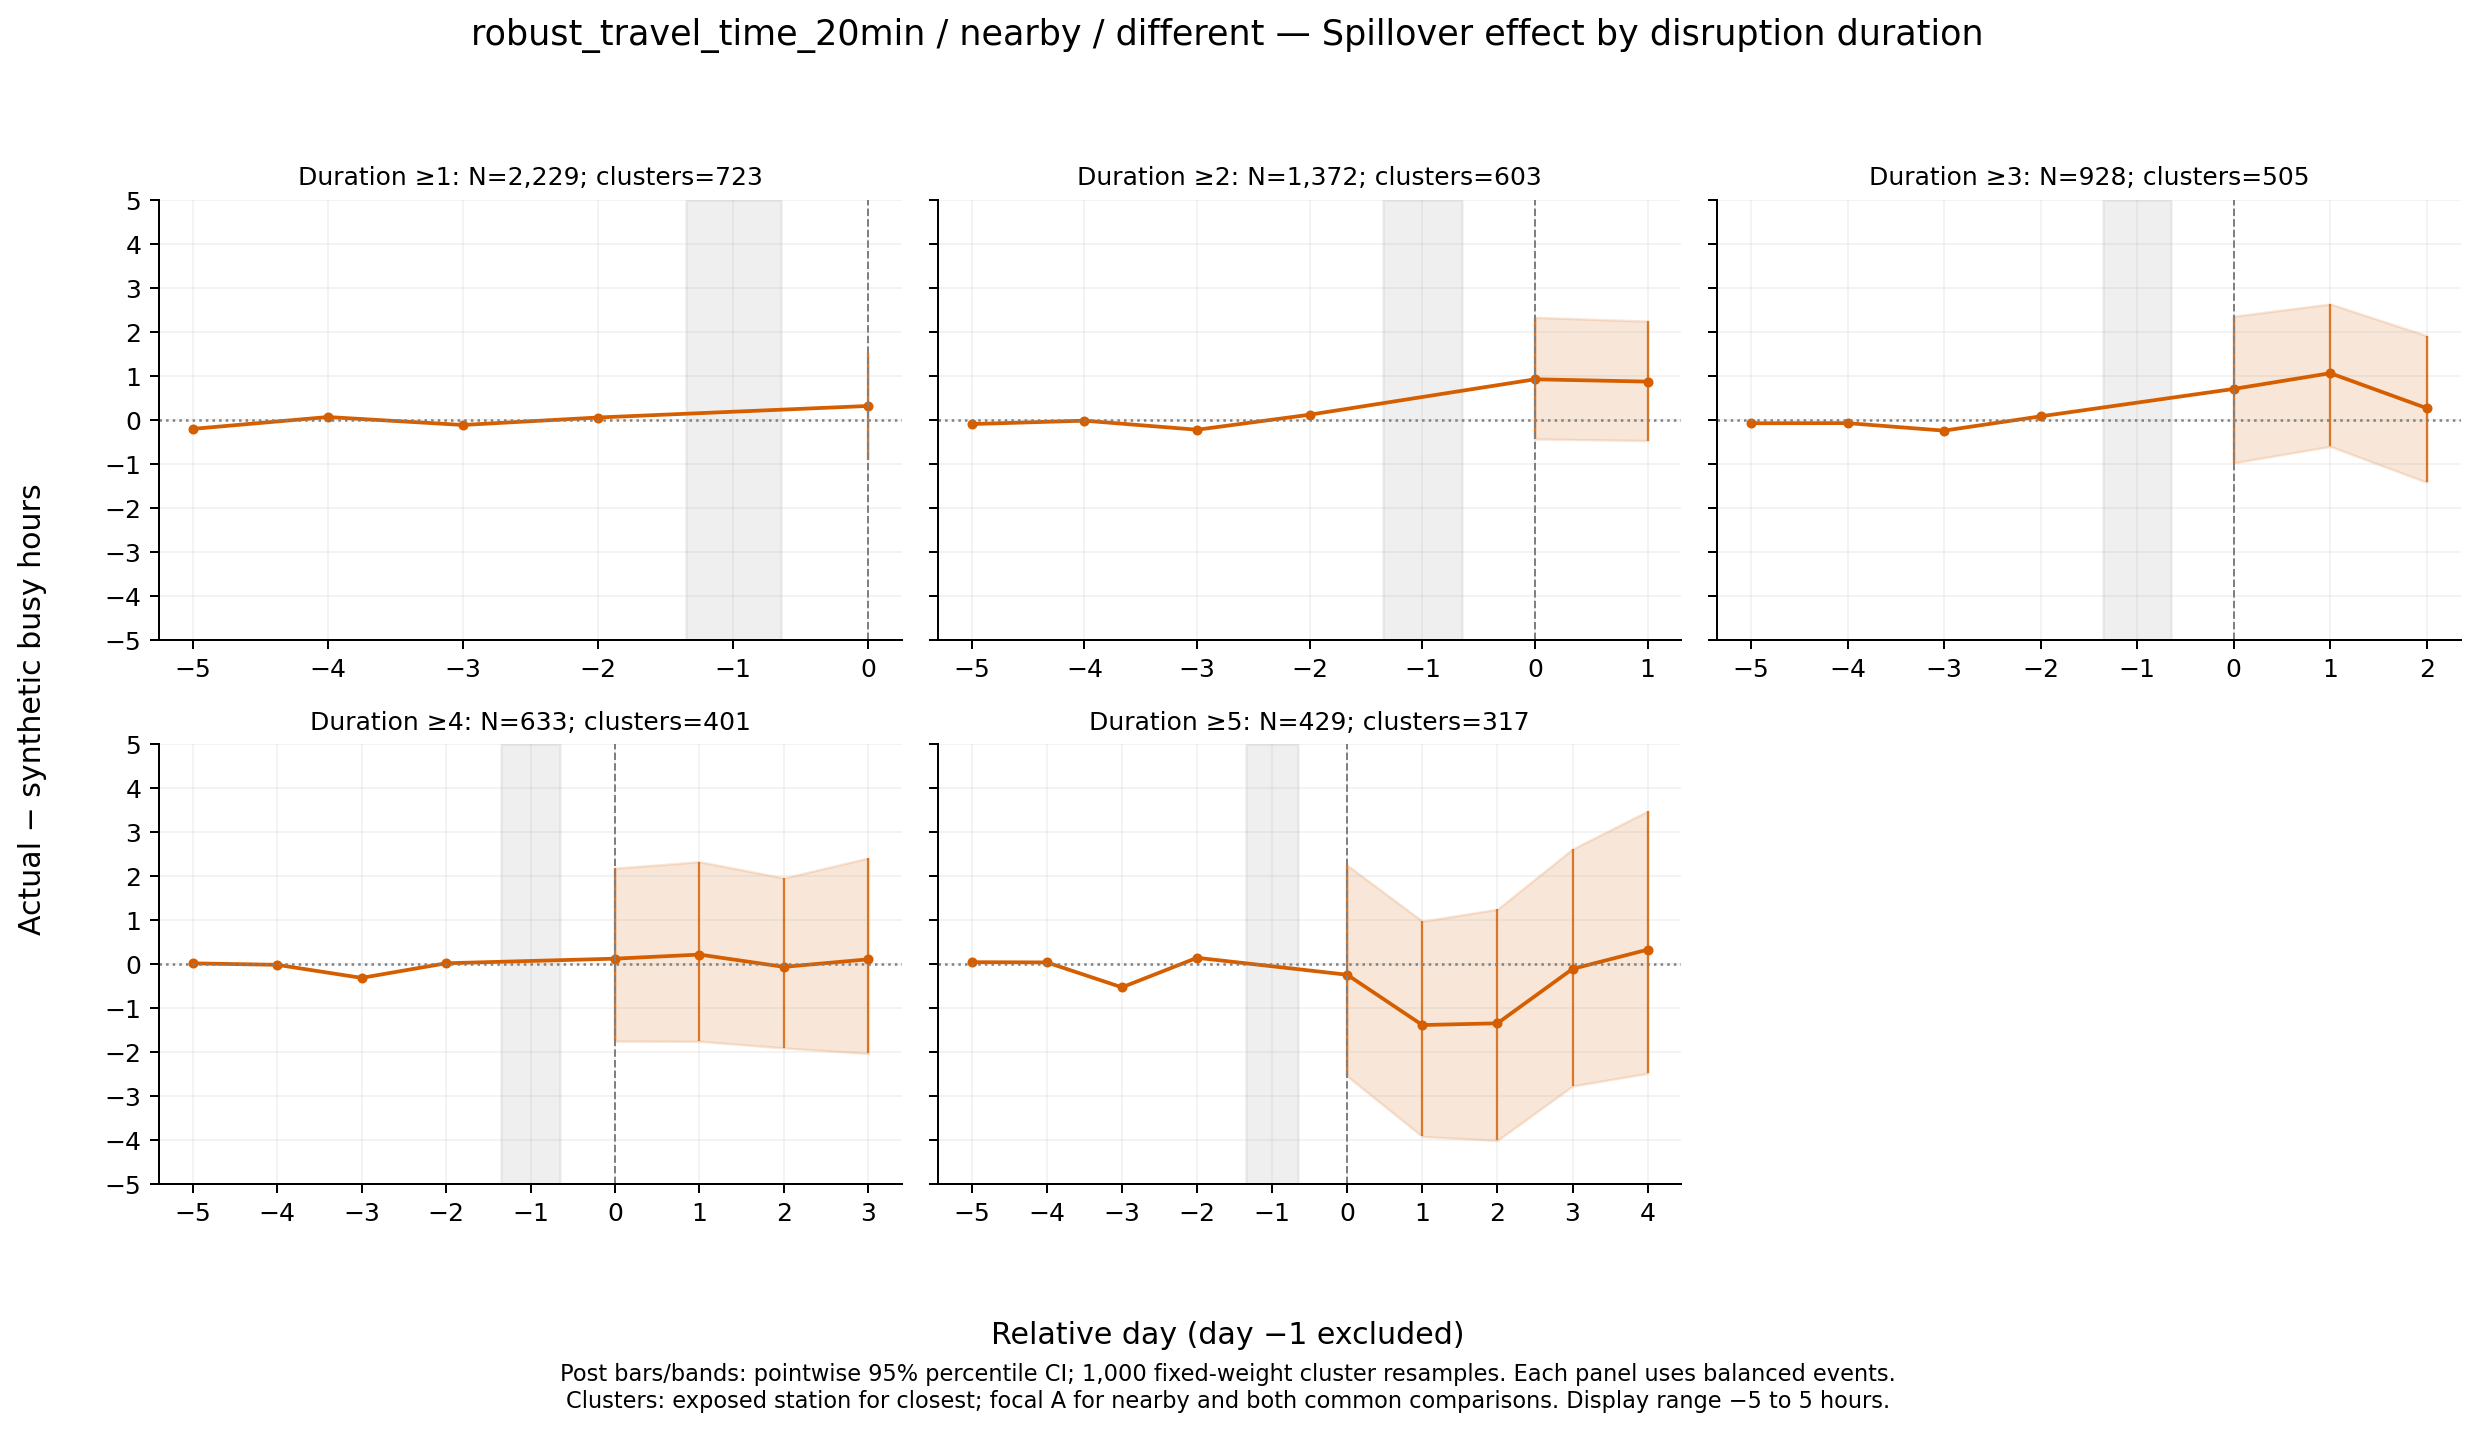 robust_travel_time_20min / nearby / different — Spillover effect by disruption duration
Duration ≥1: N=2,229; clusters=723
Duration ≥2: N=1,372; clusters=603
Duration ≥3: N=928; clusters=505
5
4
3
2
1
0
−1
−2
−3
−4
−5
−5 −4 −3 −2 −1 0
−5 −4 −3 −2 −1 0 1
−5 −4 −3 −2 −1 0 1 2
Actual − synthetic busy hours
Duration ≥4: N=633; clusters=401
Duration ≥5: N=429; clusters=317
5
4
3
2
1
0
−1
−2
−3
−4
−5
−5 −4 −3 −2 −1 0 1 2 3
−5 −4 −3 −2 −1 0 1 2 3 4
Relative day (day −1 excluded)
Post bars/bands: pointwise 95% percentile CI; 1,000 fixed-weight cluster resamples. Each panel uses balanced events.
Clusters: exposed station for closest; focal A for nearby and both common comparisons. Display range −5 to 5 hours.